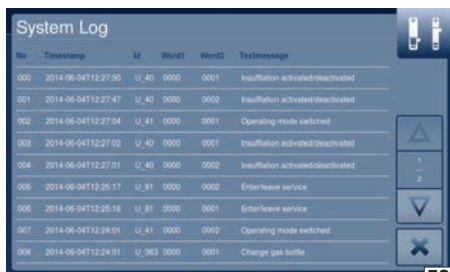 System Log
No Timestamp Id Word1 Word2 Textmessage
000 2014-06-04T12:27:50 U_40 0000 0001 Insufflation activated/deactivated
001 2014-06-04T12:27:47 U_40 0000 0002 Insufflation activated/deactivated
002 2014-06-04T12:27:04 U_41 0000 0001 Operating mode switched
003 2014-06-04T12:27:02 U_40 0000 0001 Insufflation activated/deactivated
004 2014-06-04T12:27:01 U_40 0000 0002 Insufflation activated/deactivated
005 2014-06-04T12:25:17 U_81 0000 0002 Enter/leave service
006 2014-06-04T12:25:16 U_81 0000 0001 Enter/leave service
007 2014-06-04T12:24:01 U_41 0000 0002 Operating mode switched
008 2014-06-04T12:24:01 U_363 0000 0001 Change gas bottle
1
2